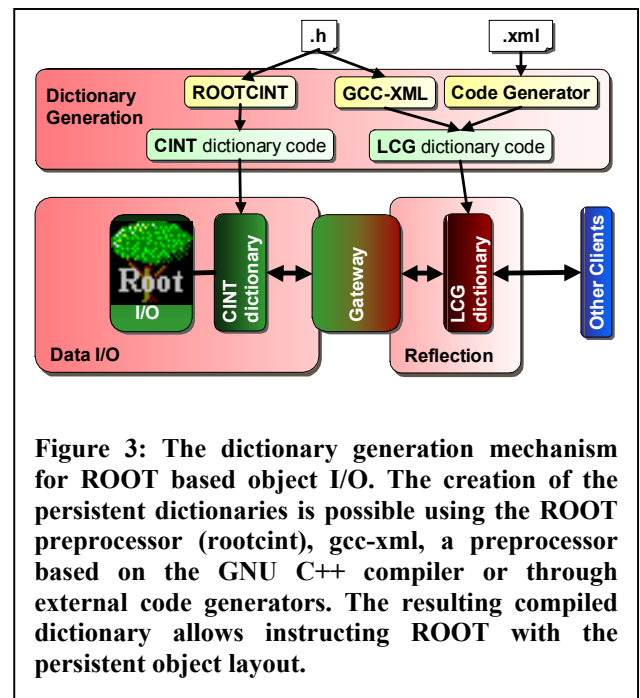 .h
.xml
Dictionary
Generation
ROOTCINT
GCC-XML
Code Generator
CINT dictionary code
LCG dictionary code
Root
I/O
CINT
dictionary
Gateway
LCG
dictionary
Other Clients
Data I/O
Reflection
Figure 3: The dictionary generation mechanism
for ROOT based object I/O. The creation of the
persistent dictionaries is possible using the ROOT
preprocessor (rootcint), gcc-xml, a preprocessor
based on the GNU C++ compiler or through
external code generators. The resulting compiled
dictionary allows instructing ROOT with the
persistent object layout.